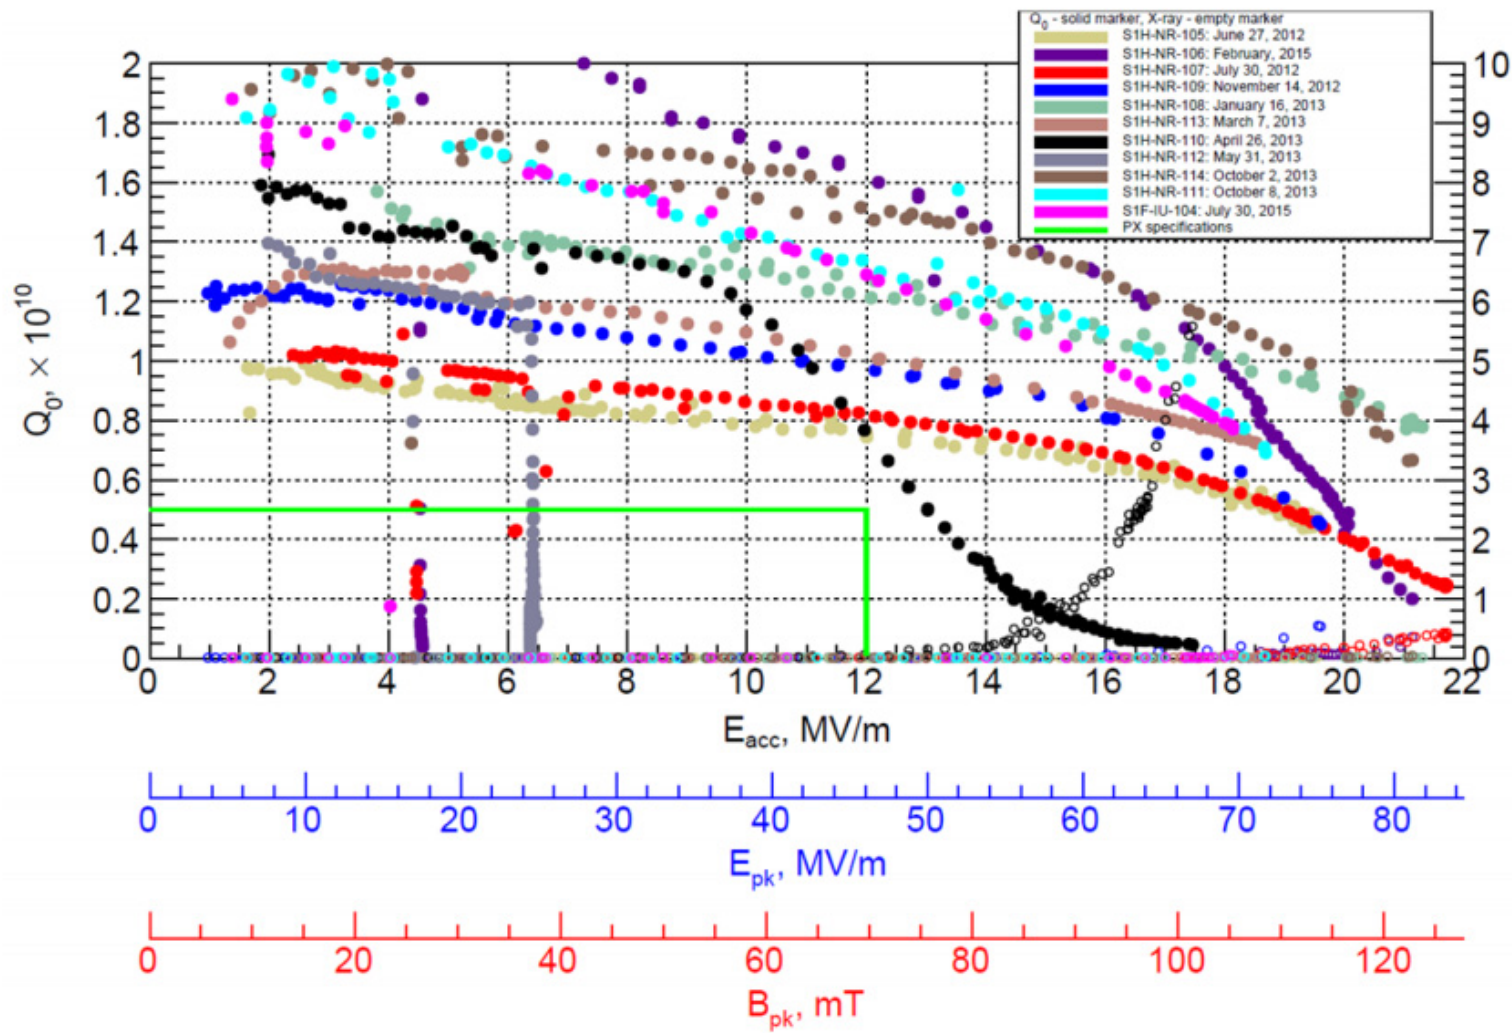 Q0 - solid marker, X-ray - empty marker
S1H-NR-105: June 27, 2012
S1H-NR-106: February, 2015
S1H-NR-107: July 30, 2012
S1H-NR-109: November 14, 2012
S1H-NR-108: January 16, 2013
S1H-NR-113: March 7, 2013
S1H-NR-110: April 26, 2013
S1H-NR-112: May 31, 2013
S1H-NR-114: October 2, 2013
S1H-NR-111: October 8, 2013
S1F-IU-104: July 30, 2015
PX specifications
Q0, × 10^10
2
1.8
1.6
1.4
1.2
1
0.8
0.6
0.4
0.2
0
10
9
8
7
6
5
4
3
2
1
0
0 2 4 6 8 10 12 14 16 18 20 22
Eacc, MV/m
0 10 20 30 40 50 60 70 80
Epk, MV/m
0 20 40 60 80 100 120
Bpk, mT